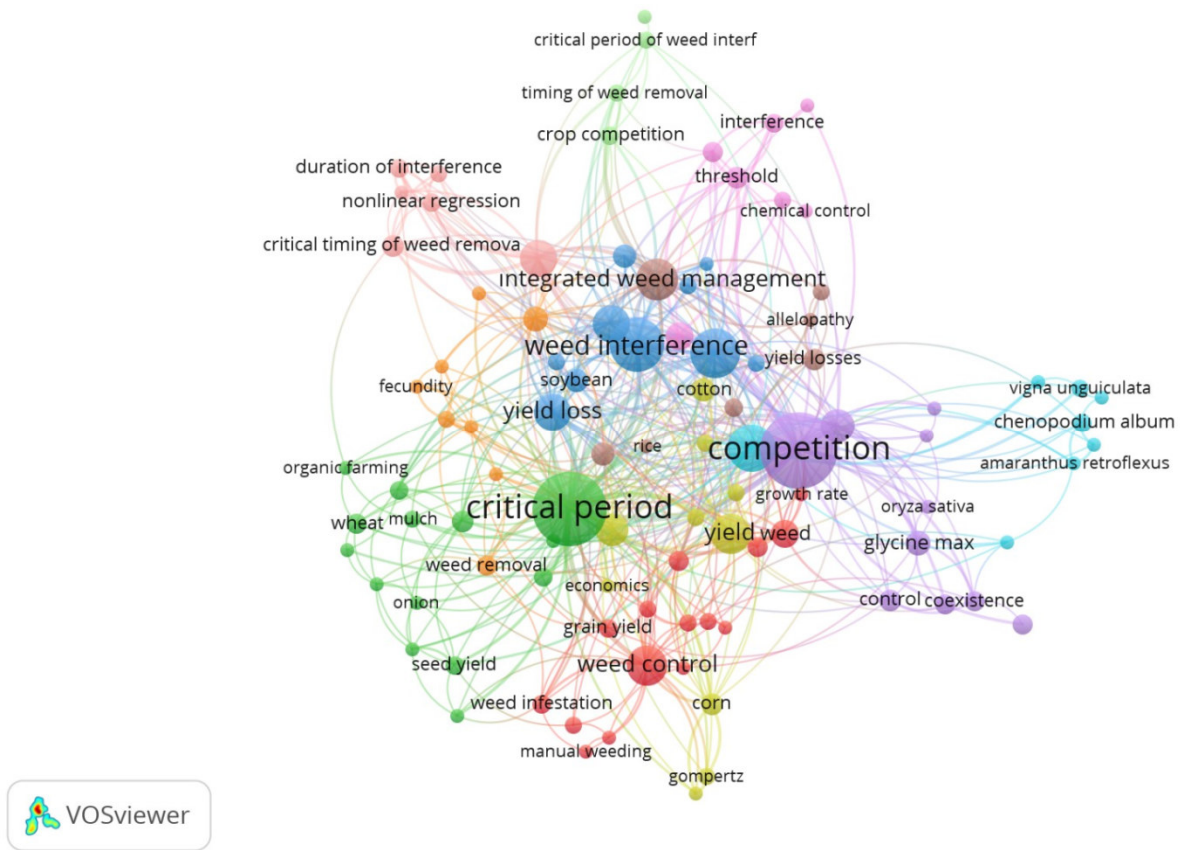 critical period of weed interf
timing of weed removal
interference
crop competition
duration of interference
threshold
nonlinear regression
chemical control
critical timing of weed remova
integrated weed management
allelopathy
weed interference
yield losses
fecundity
soybean
cotton
vigna unguiculata
yield loss
chenopodium album
rice
competition
organic farming
amaranthus retroflexus
critical period
growth rate
oryza sativa
wheat
mulch
yield
weed
glycine max
weed removal
economics
onion
control
coexistence
grain yield
seed yield
weed control
weed infestation
corn
manual weeding
gompertz
VOSviewer